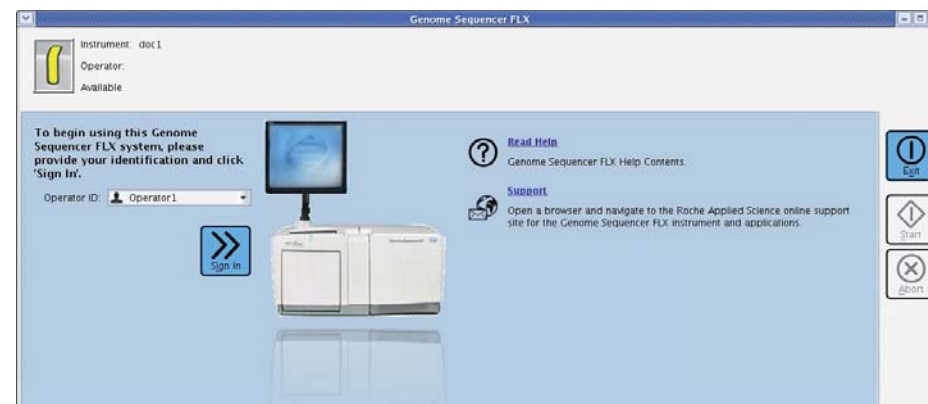 Genome Sequencer FLX
Instrument: doc1
Operator:
Available
To begin using this Genome
Sequencer FLX system, please
provide your identification and click
'Sign In'.
Operator ID: Operator1
Sign In
Read Help
Genome Sequencer FLX Help Contents.
Support
Open a browser and navigate to the Roche Applied Science online support
site for the Genome Sequencer FLX instrument and applications.
Exit
Start
Abort